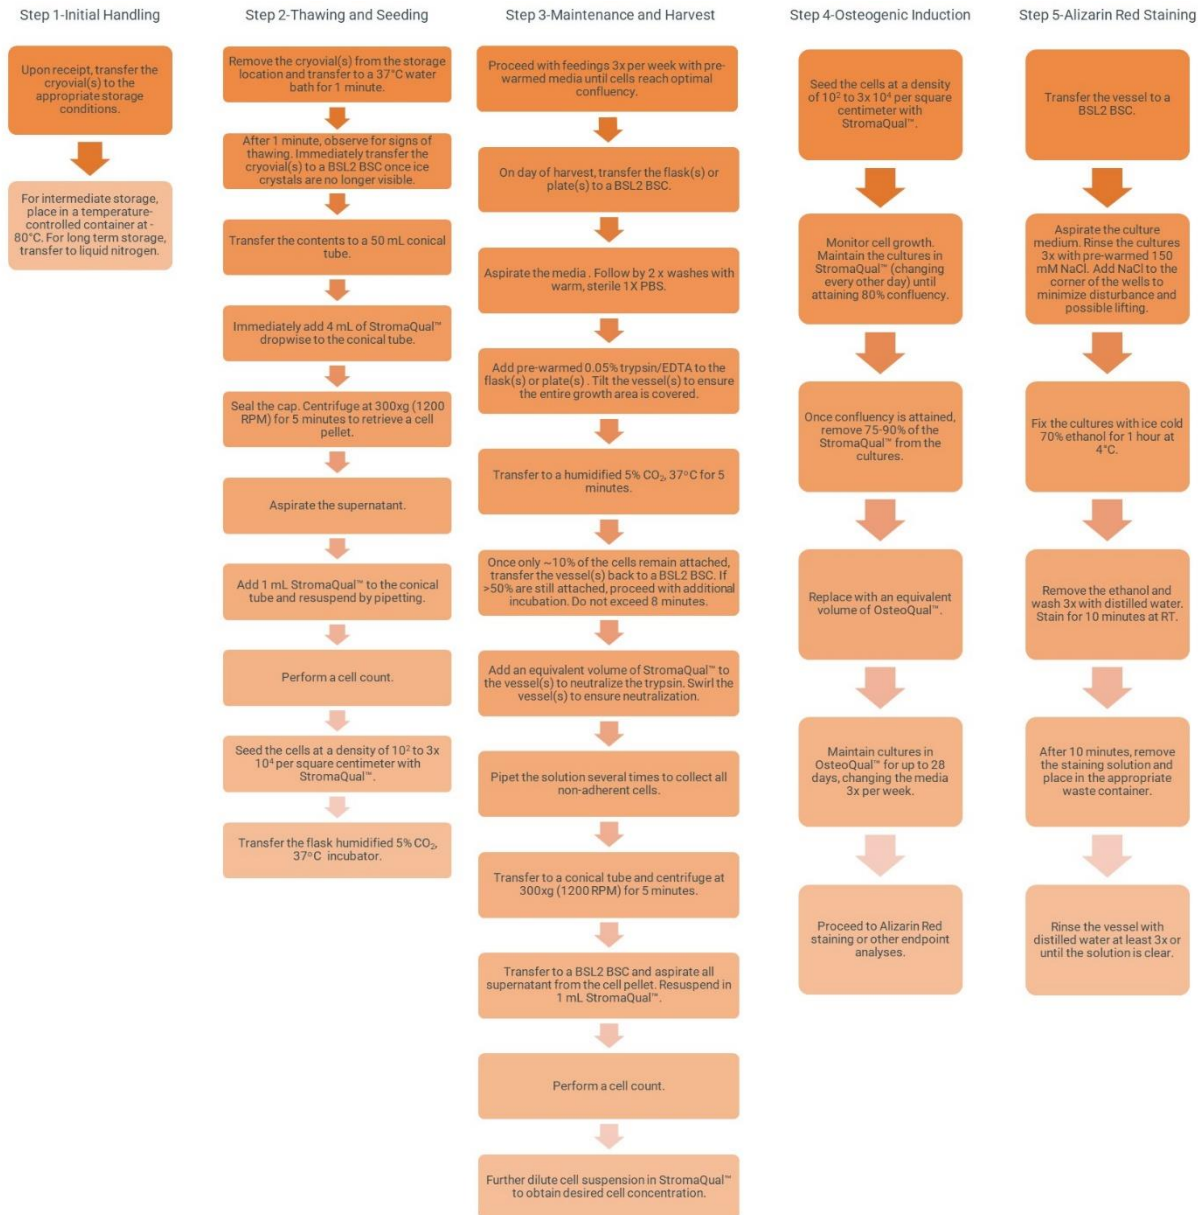 Step 1-Initial Handling
Upon receipt, transfer the
cryovial(s) to the
appropriate storage
conditions.
For intermediate storage,
place in a temperature-
controlled container at -
80°C. For long term storage,
transfer to liquid nitrogen.
Step 2-Thawing and Seeding
Remove the cryovial(s) from the storage
location and transfer to a 37°C water
bath for 1 minute.
After 1 minute, observe for signs of
thawing. Immediately transfer the
cryovial(s) to a BSL2 BSC once ice
crystals are no longer visible.
Transfer the contents to a 50 mL conical
tube.
Immediately add 4 mL of StromaQual™
dropwise to the conical tube.
Seal the cap. Centrifuge at 300xg (1200
RPM) for 5 minutes to retrieve a cell
pellet.
Aspirate the supernatant.
Add 1 mL StromaQual™ to the conical
tube and resuspend by pipetting.
Perform a cell count.
Seed the cells at a density of 10² to 3x
10⁴ per square centimeter with
StromaQual™.
Transfer the flask humidified 5% CO₂,
37°C incubator.
Step 3-Maintenance and Harvest
Proceed with feedings 3x per week with pre-
warmed media until cells reach optimal
confluency.
On day of harvest, transfer the flask(s) or
plate(s) to a BSL2 BSC.
Aspirate the media . Follow by 2 x washes with
warm, sterile 1X PBS.
Add pre-warmed 0.05% trypsin/EDTA to the
flask(s) or plate(s) . Tilt the vessel(s) to ensure
the entire growth area is covered.
Transfer to a humidified 5% CO₂, 37°C for 5
minutes.
Once only ~10% of the cells remain attached,
transfer the vessel(s) back to a BSL2 BSC. If
>50% are still attached, proceed with additional
incubation. Do not exceed 8 minutes.
Add an equivalent volume of StromaQual™ to
the vessel(s) to neutralize the trypsin. Swirl the
vessel(s) to ensure neutralization.
Pipet the solution several times to collect all
non-adherent cells.
Transfer to a conical tube and centrifuge at
300xg (1200 RPM) for 5 minutes.
Transfer to a BSL2 BSC and aspirate all
supernatant from the cell pellet. Resuspend in
1 mL StromaQual™.
Perform a cell count.
Further dilute cell suspension in StromaQual™
to obtain desired cell concentration.
Step 4-Osteogenic Induction
Seed the cells at a density
of 10² to 3x 10⁴ per square
centimeter with
StromaQual™.
Monitor cell growth.
Maintain the cultures in
StromaQual™ (changing
every other day) until
attaining 80% confluency.
Once confluency is attained,
remove 75-90% of the
StromaQual™ from the
cultures.
Replace with an equivalent
volume of OsteoQual™.
Maintain cultures in
OsteoQual™ for up to 28
days, changing the media
3x per week.
Proceed to Alizarin Red
staining or other endpoint
analyses.
Step 5-Alizarin Red Staining
Transfer the vessel to a
BSL2 BSC.
Aspirate the culture
medium. Rinse the cultures
3x with pre-warmed 150
mM NaCl. Add NaCl to the
corner of the wells to
minimize disturbance and
possible lifting.
Fix the cultures with ice cold
70% ethanol for 1 hour at
4°C.
Remove the ethanol and
wash 3x with distilled water.
Stain for 10 minutes at RT.
After 10 minutes, remove
the staining solution and
place in the appropriate
waste container.
Rinse the vessel with
distilled water at least 3x or
until the solution is clear.